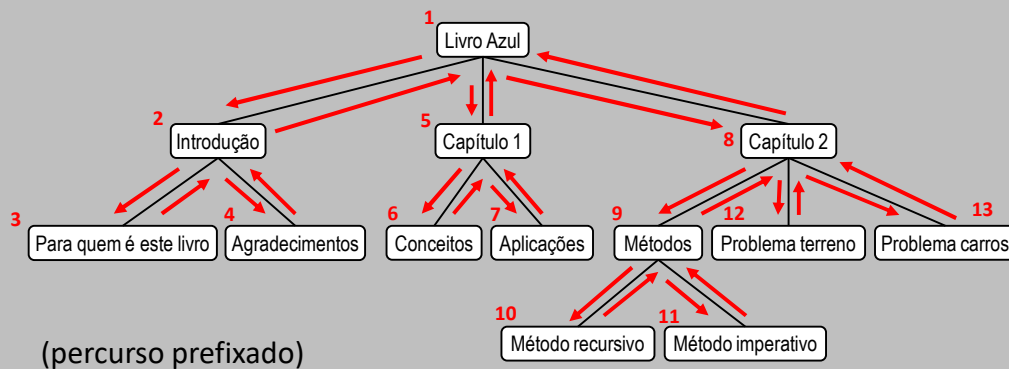 1
Livro Azul
2
Introdução
5
Capítulo 1
8
Capítulo 2
3
Para quem é este livro
4
Agradecimentos
6
Conceitos
7
Aplicações
9
Métodos
12
Problema terreno
13
Problema carros
10
Método recursivo
11
Método imperativo
(percurso prefixado)